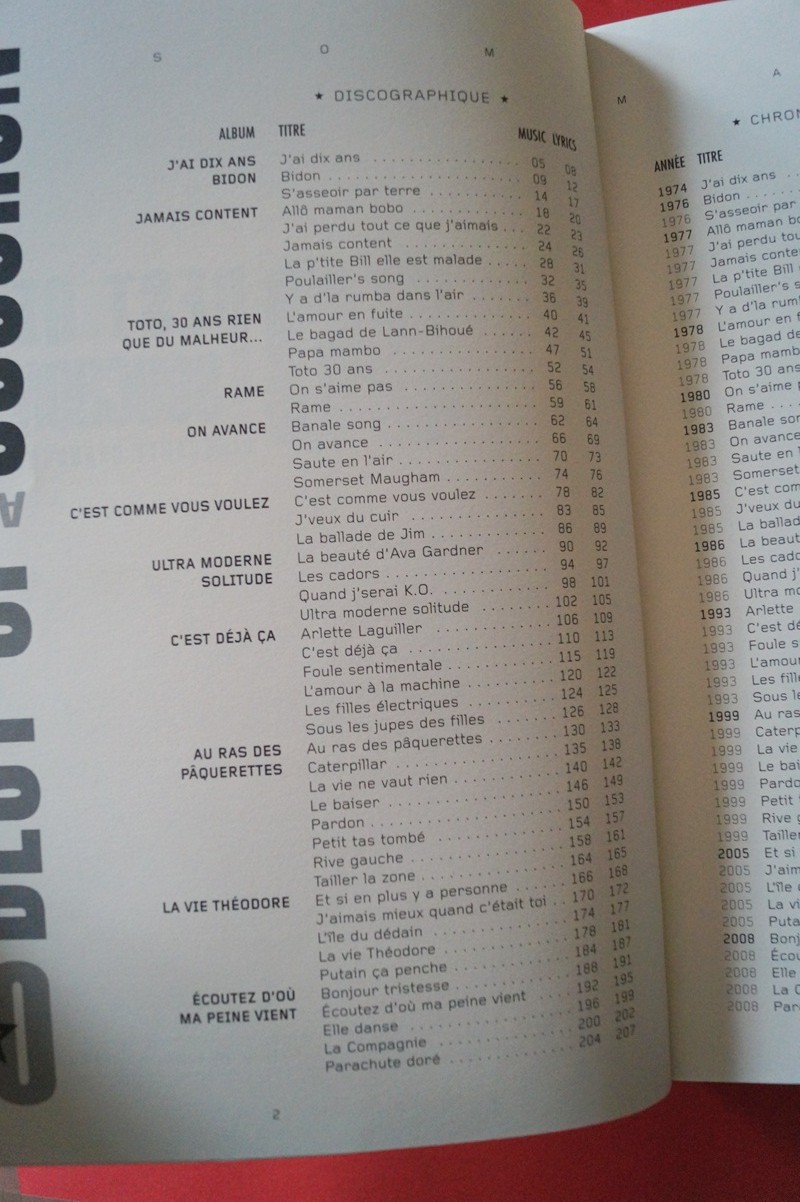 S O M
★ DISCOGRAPHIQUE ★
ALBUM TITRE MUSIC LYRICS
J'AI DIX ANS J'ai dix ans 05 08
BIDON Bidon 09 12
S'asseoir par terre 14 17
JAMAIS CONTENT Allô maman bobo 18 20
J'ai perdu tout ce que j'aimais 22 23
Jamais content 24 26
La p'tite Bill elle est malade 28 31
Poulailler's song 32 35
Y a d'la rumba dans l'air 36 39
TOTO, 30 ANS RIEN L'amour en fuite 40 41
QUE DU MALHEUR... Le bagad de Lann-Bihoué 42 45
Papa mambo 47 51
Toto 30 ans 52 54
RAME On s'aime pas 56 58
Rame 59 61
ON AVANCE Banale song 62 64
On avance 66 69
Saute en l'air 70 73
Somerset Maugham 74 76
C'EST COMME VOUS VOULEZ C'est comme vous voulez 78 82
J'veux du cuir 83 85
La ballade de Jim 86 89
ULTRA MODERNE La beauté d'Ava Gardner 90 92
SOLITUDE Les cadors 94 97
Quand j'serai K.O. 98 101
Ultra moderne solitude 102 105
C'EST DÉJÀ ÇA Arlette Laguiller 106 109
C'est déjà ça 110 113
Foule sentimentale 115 119
L'amour à la machine 120 122
Les filles électriques 124 125
Sous les jupes des filles 126 128
AU RAS DES Au ras des pâquerettes 130 133
PÂQUERETTES Caterpillar 135 138
La vie ne vaut rien 140 142
Le baiser 146 149
Pardon 150 153
Petit tas tombé 154 157
Rive gauche 158 161
Tailler la zone 164 165
LA VIE THÉODORE Et si en plus y a personne 166 168
J'aimais mieux quand c'était toi 170 172
L'île du dédain 174 177
La vie Théodore 178 181
Putain ça penche 184 187
ÉCOUTEZ D'OÙ Bonjour tristesse 188 191
MA PEINE VIENT Écoutez d'où ma peine vient 192 195
Elle danse 196 199
La Compagnie 200 202
Parachute doré 204 207
2
M A
★ CHRON
ANNÉE TITRE
1974 J'ai dix ans
1976 Bidon
1976 S'asseoir par
1977 Allô maman
1977 J'ai perdu tou
1977 Jamais conte
1977 La p'tite Bill
1977 Poulailler's
1977 Y a d'la rum
1978 L'amour en
1978 Le bagad de
1978 Papa mamb
1978 Toto 30 ans
1980 On s'aime p
1980 Rame
1983 Banale son
1983 On avance
1983 Saute en l'
1983 Somerset
1985 C'est com
1985 J'veux du
1985 La ballad
1986 La beauté
1986 Les cado
1986 Quand j'
1986 Ultra mo
1993 Arlette
1993 C'est dé
1993 Foule s
1993 L'amou
1993 Les fill
1993 Sous les
1999 Au ras
1999 Caterp
1999 La vie
1999 Le bai
1999 Pardo
1999 Petit
1999 Rive g
1999 Tailler
2005 Et si
2005 J'aim
2005 L'île
2005 La vi
2005 Puta
2008 Bonj
2008 Écou
2008 Elle
2008 La C
2008 Par